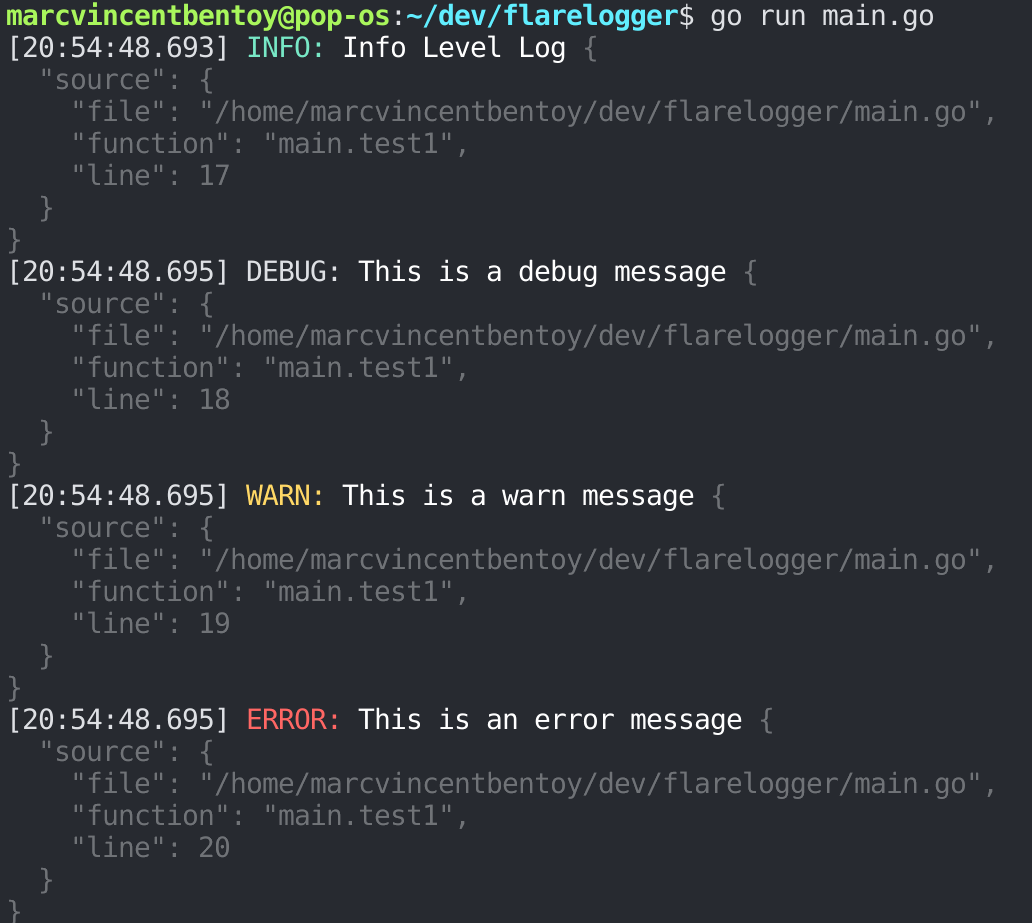 marcvincentbentoy@pop-os:~/dev/flarelogger$ go run main.go
[20:54:48.693] INFO: Info Level Log {
  "source": {
    "file": "/home/marcvincentbentoy/dev/flarelogger/main.go",
    "function": "main.test1",
    "line": 17
  }
}
[20:54:48.695] DEBUG: This is a debug message {
  "source": {
    "file": "/home/marcvincentbentoy/dev/flarelogger/main.go",
    "function": "main.test1",
    "line": 18
  }
}
[20:54:48.695] WARN: This is a warn message {
  "source": {
    "file": "/home/marcvincentbentoy/dev/flarelogger/main.go",
    "function": "main.test1",
    "line": 19
  }
}
[20:54:48.695] ERROR: This is an error message {
  "source": {
    "file": "/home/marcvincentbentoy/dev/flarelogger/main.go",
    "function": "main.test1",
    "line": 20
  }
}